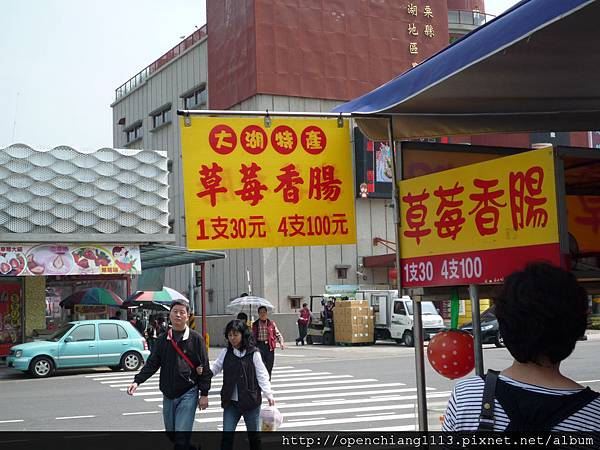 栗縣
湖地區
大湖特產
草莓香腸
1支30元 4支100元
草莓香腸
1支30 4支100
http://openchiang1113.pixnet.net/album